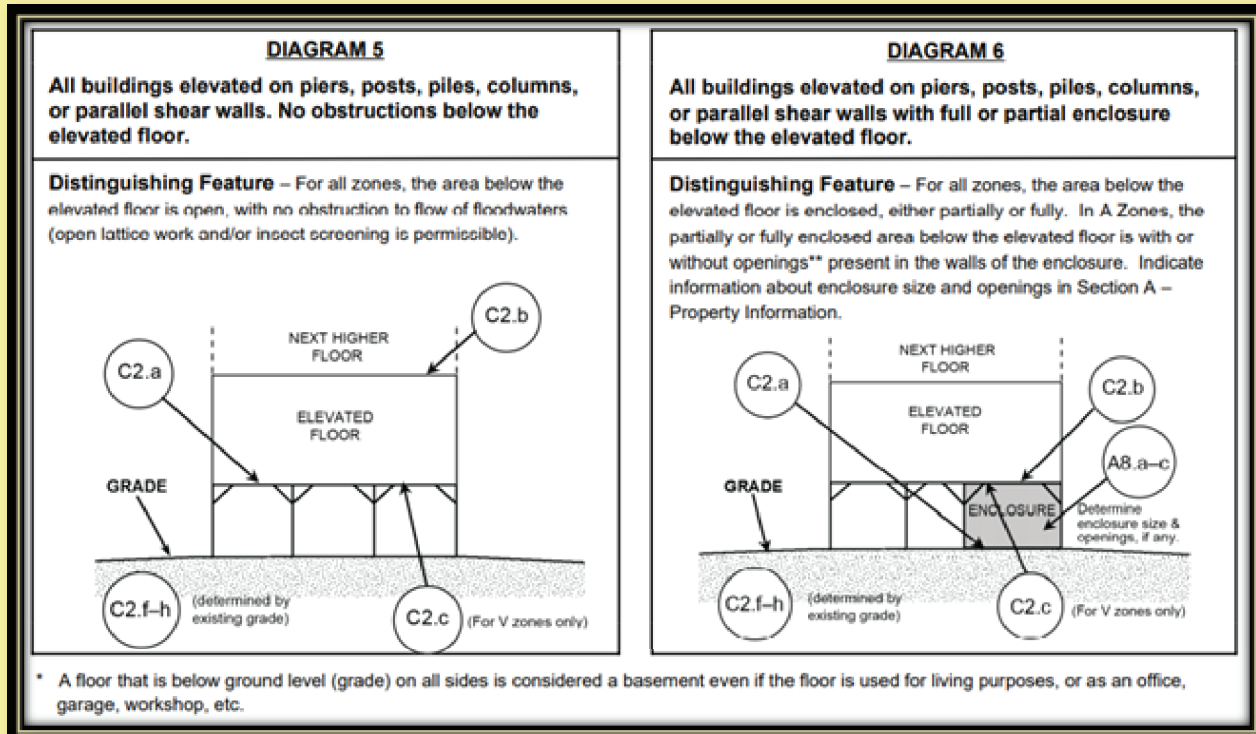 DIAGRAM 5
All buildings elevated on piers, posts, piles, columns,
or parallel shear walls. No obstructions below the
elevated floor.
Distinguishing Feature – For all zones, the area below the
elevated floor is open, with no obstruction to flow of floodwaters
(open lattice work and/or insect screening is permissible).
C2.b
NEXT HIGHER
FLOOR
C2.a
ELEVATED
FLOOR
GRADE
C2.f–h
(determined by
existing grade)
C2.c
(For V zones only)
DIAGRAM 6
All buildings elevated on piers, posts, piles, columns,
or parallel shear walls with full or partial enclosure
below the elevated floor.
Distinguishing Feature – For all zones, the area below the
elevated floor is enclosed, either partially or fully. In A Zones, the
partially or fully enclosed area below the elevated floor is with or
without openings** present in the walls of the enclosure. Indicate
information about enclosure size and openings in Section A –
Property Information.
NEXT HIGHER
FLOOR
C2.a
C2.b
ELEVATED
FLOOR
A8.a–c
GRADE
ENCLOSURE
Determine
enclosure size &
openings, if any.
C2.f–h
(determined by
existing grade)
C2.c
(For V zones only)
* A floor that is below ground level (grade) on all sides is considered a basement even if the floor is used for living purposes, or as an office,
garage, workshop, etc.